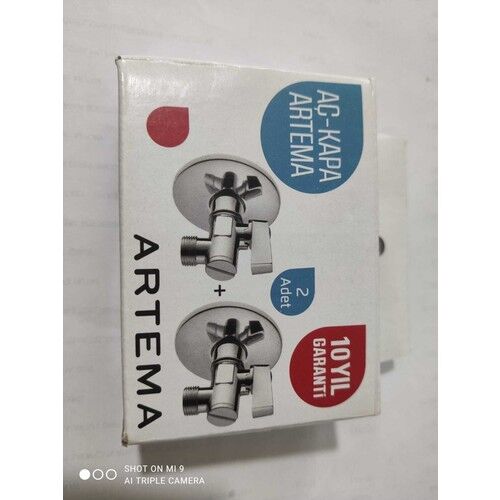 AÇ-KAPA
ARTEMA
2
Adet
+
10 YIL
GARANTİ
ARTEMA
SHOT ON MI 9
AI TRIPLE CAMERA